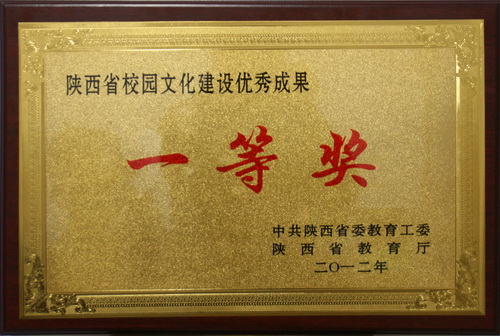 陕西省校园文化建设优秀成果
一等奖
中共陕西省委教育工委
陕西省教育厅
二〇一二年